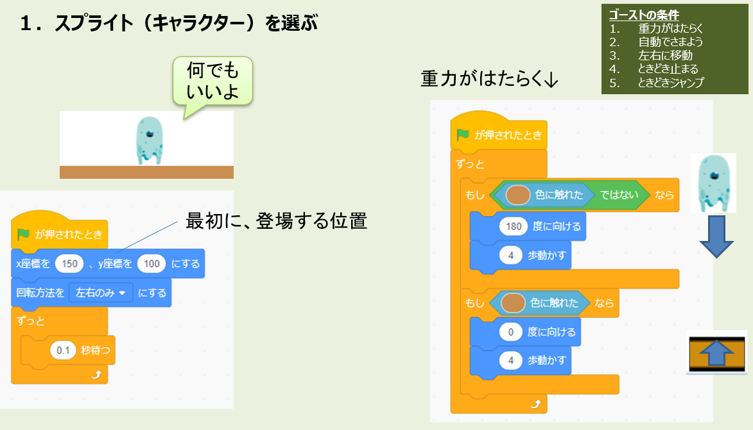 １．スプライト（キャラクター）を選ぶ
ゴーストの条件
1. 重力がはたらく
2. 自動でさまよう
3. 左右に移動
4. ときどき止まる
5. ときどきジャンプ
何でも
いいよ
重力がはたらく↓
が押されたとき
x座標を 150 、y座標を 100 にする
回転方法を 左右のみ にする
ずっと
0.1 秒待つ
最初に、登場する位置
が押されたとき
ずっと
もし 色に触れた ではない なら
180 度に向ける
4 歩動かす
もし 色に触れた なら
0 度に向ける
4 歩動かす